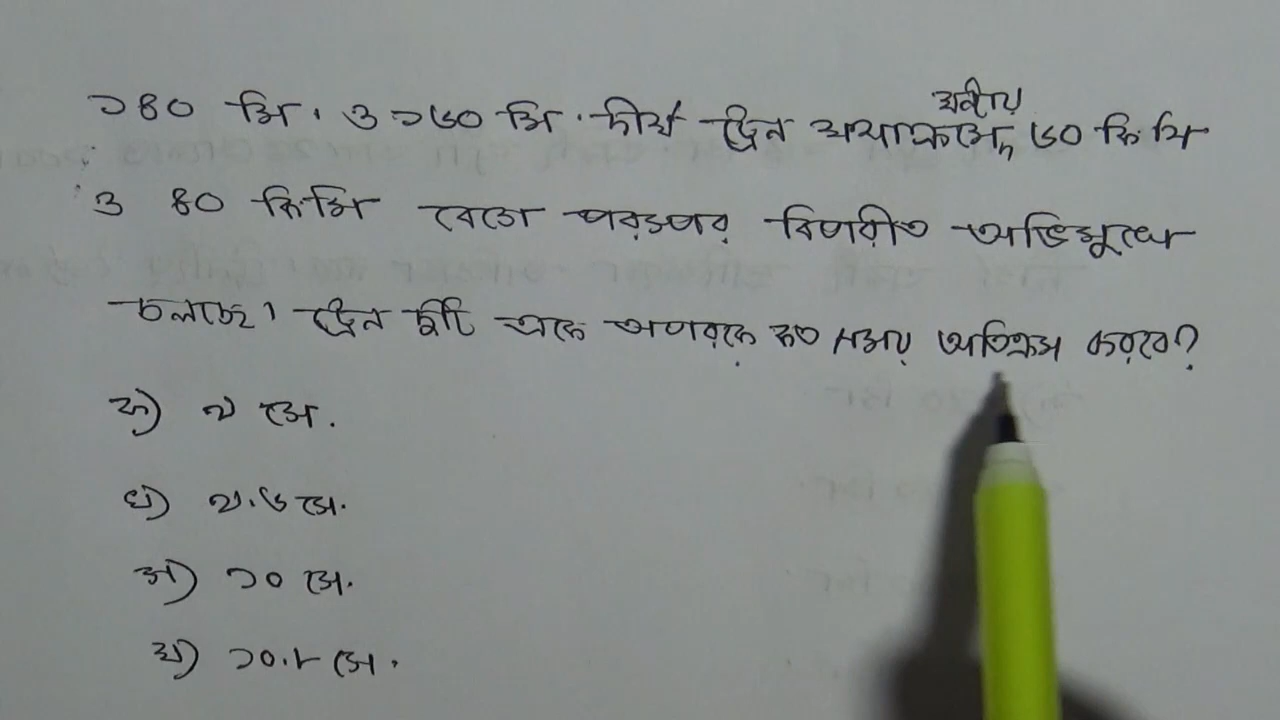 ঘন্টায়
১৪০ মি. ও ১৬০ মি. দীর্ঘ ট্রেন যথাক্রমে ৬০ কিমি
ও ৪০ কিমি বেগে পরস্পর বিপরীত অভিমুখে
চলছে। ট্রেন দুটি একে অপরকে কত সময় অতিক্রম করবে?
ক) ৯ সে.
খ) ৯.৬ সে.
গ) ১০ সে.
ঘ) ১০.৮ সে.